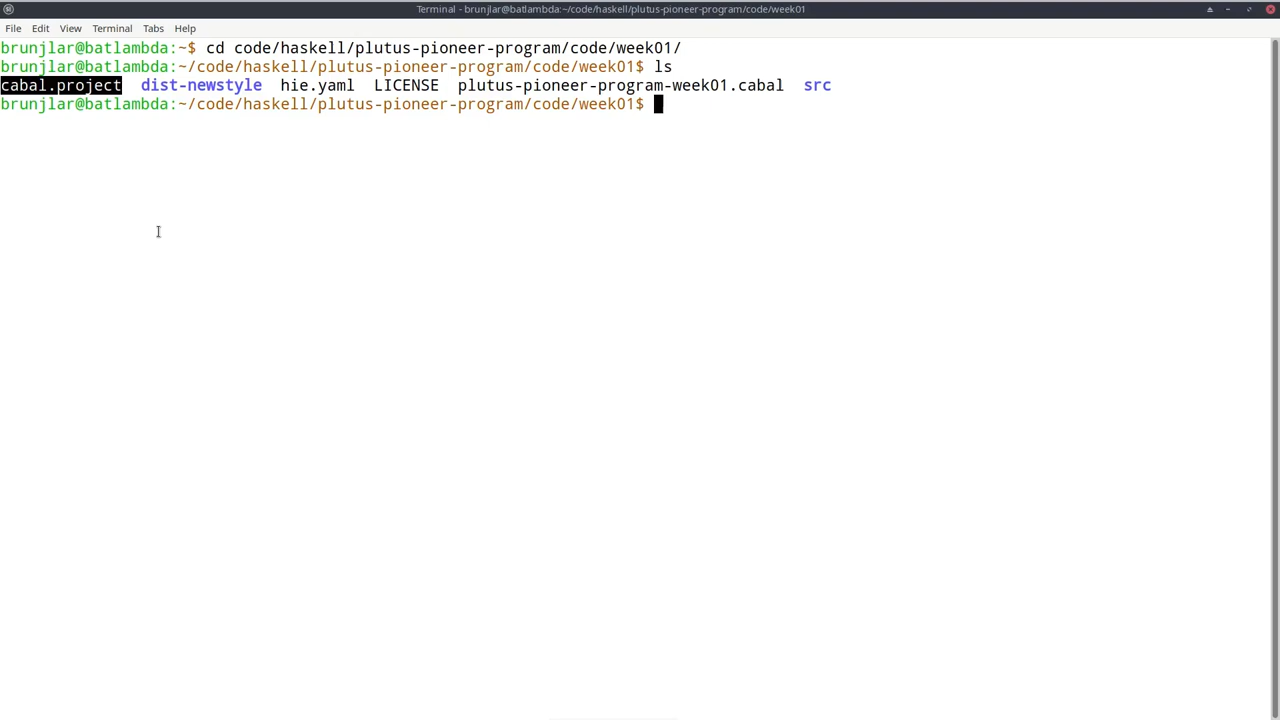 Terminal - brunjlar@batlambda:~/code/haskell/plutus-pioneer-program/code/week01
File Edit View Terminal Tabs Help
brunjlar@batlambda:~$ cd code/haskell/plutus-pioneer-program/code/week01/
brunjlar@batlambda:~/code/haskell/plutus-pioneer-program/code/week01$ ls
cabal.project dist-newstyle hie.yaml LICENSE plutus-pioneer-program-week01.cabal src
brunjlar@batlambda:~/code/haskell/plutus-pioneer-program/code/week01$